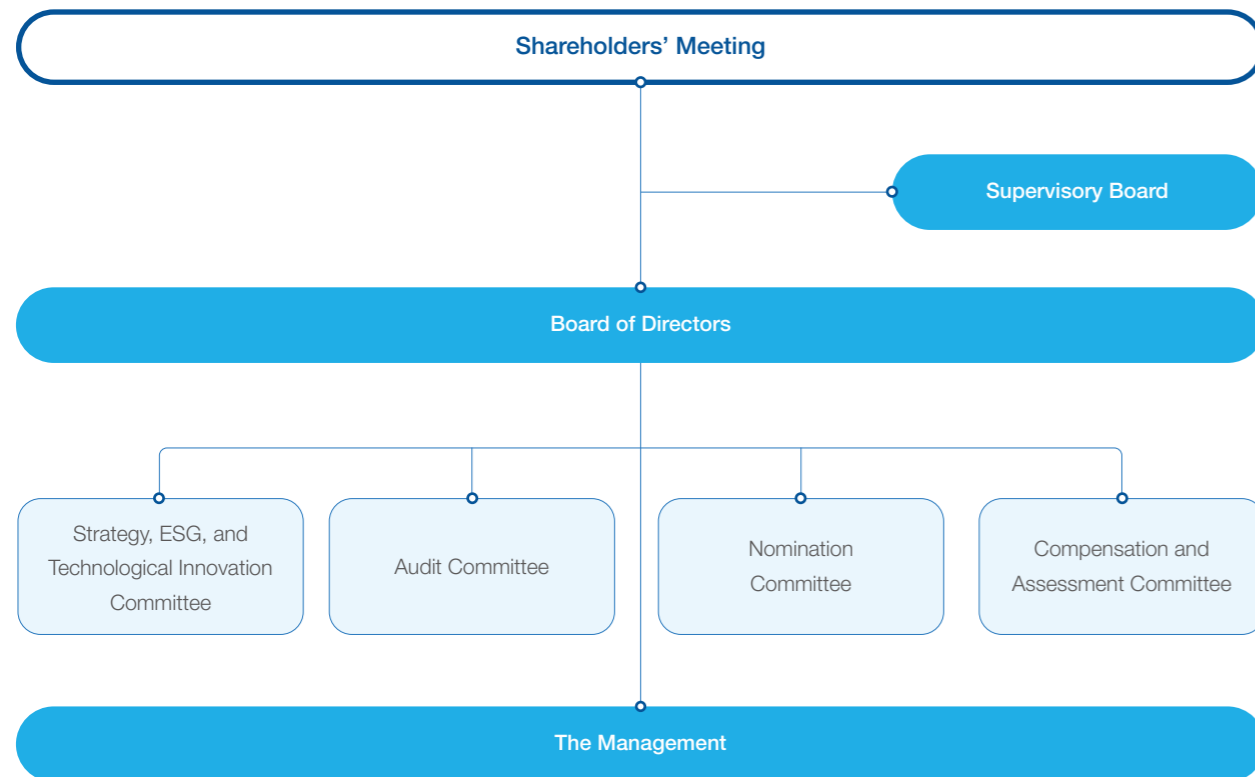 Shareholders’ Meeting
Supervisory Board
Board of Directors
Strategy, ESG, and
Technological Innovation
Committee
Audit Committee
Nomination
Committee
Compensation and
Assessment Committee
The Management